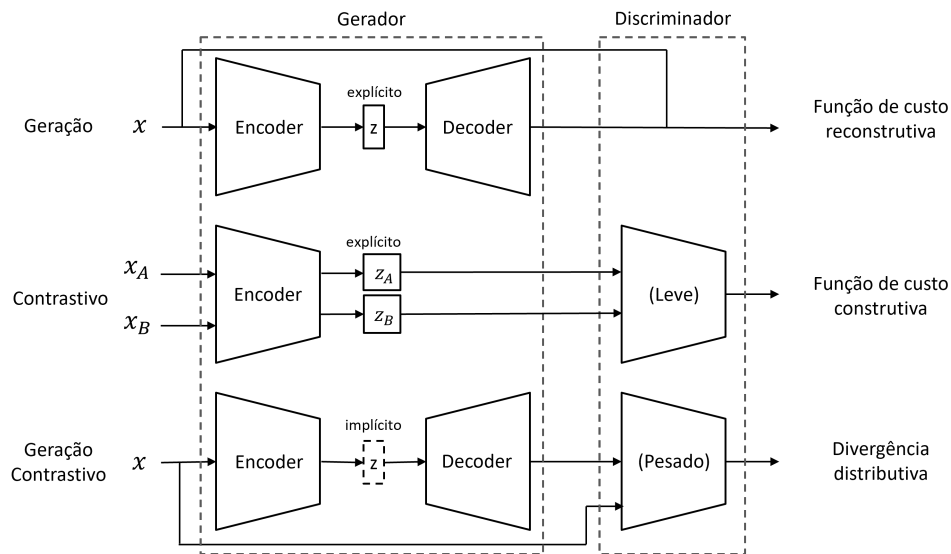 Gerador
Discriminador
Geração
x
Encoder
explícito
z
Decoder
Função de custo
reconstrutiva
Contrastivo
x_A
x_B
Encoder
explícito
z_A
z_B
(Leve)
Função de custo
construtiva
Geração
Contrastivo
x
Encoder
implícito
z
Decoder
(Pesado)
Divergência
distributiva